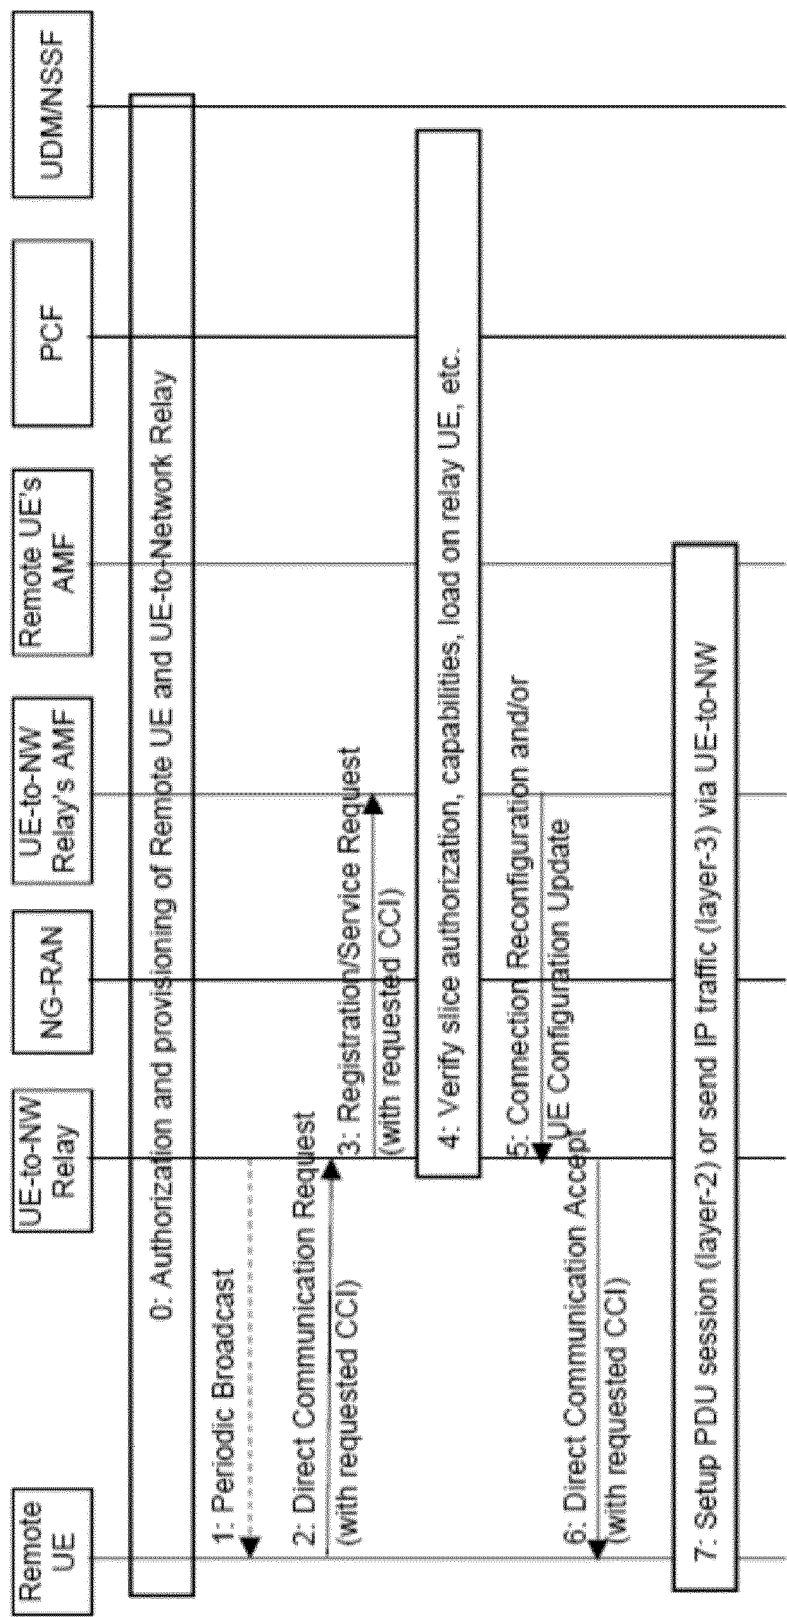 Remote
UE
UE-to-NW
Relay
NG-RAN
UE-to-NW
Relay's AMF
Remote UE's
AMF
PCF
UDM/NSSF
0: Authorization and provisioning of Remote UE and UE-to-Network Relay
1: Periodic Broadcast
2: Direct Communication Request
(with requested CCI)
3: Registration/Service Request
(with requested CCI)
4: Verify slice authorization, capabilities, load on relay UE, etc.
5: Connection Reconfiguration and/or
UE Configuration Update
6: Direct Communication Accept
(with requested CCI)
7: Setup PDU session (layer-2) or send IP traffic (layer-3) via UE-to-NW